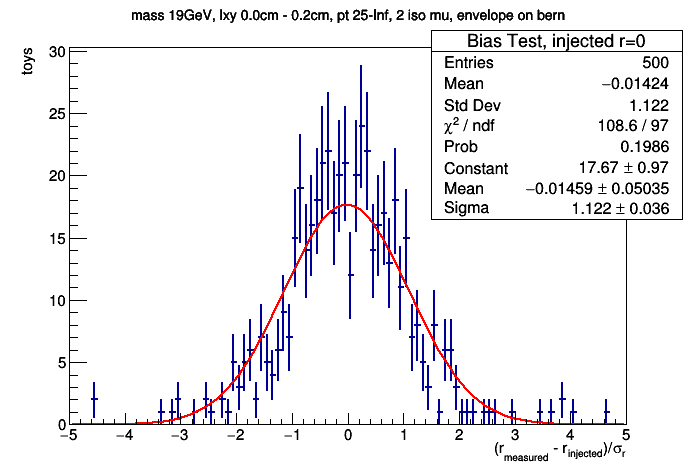 mass 19GeV, lxy 0.0cm - 0.2cm, pt 25-Inf, 2 iso mu, envelope on bern
Bias Test, injected r=0
Entries 500
Mean −0.01424
Std Dev 1.122
χ² / ndf 108.6 / 97
Prob 0.1986
Constant 17.67 ± 0.97
Mean −0.01459 ± 0.05035
Sigma 1.122 ± 0.036
toys
30
25
20
15
10
5
0
−5 −4 −3 −2 −1 0 1 2 3 4 5
(r_measured - r_injected)/σ_r